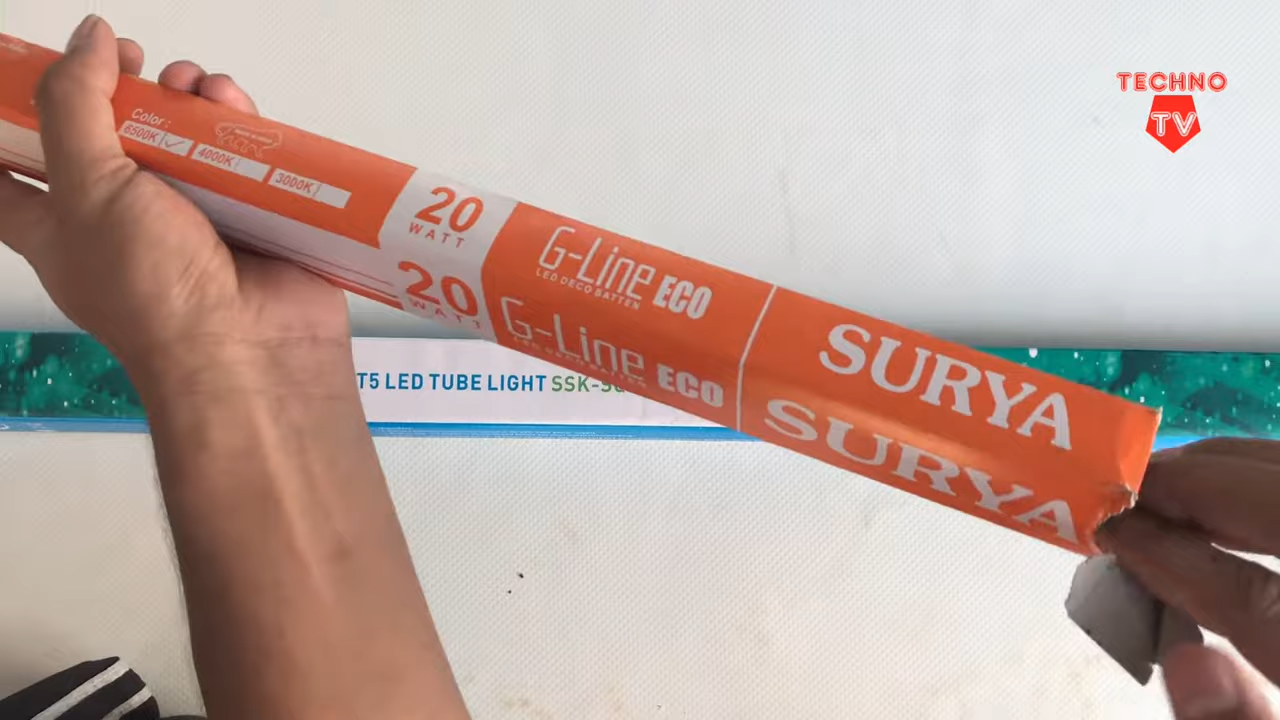 TECHNO
TV
Color :
6500K
4000K
3000K
20
WATT
G-Line ECO
LED DECO BATTEN
SURYA
20
WATT
G-Line ECO
SURYA
T5 LED TUBE LIGHT